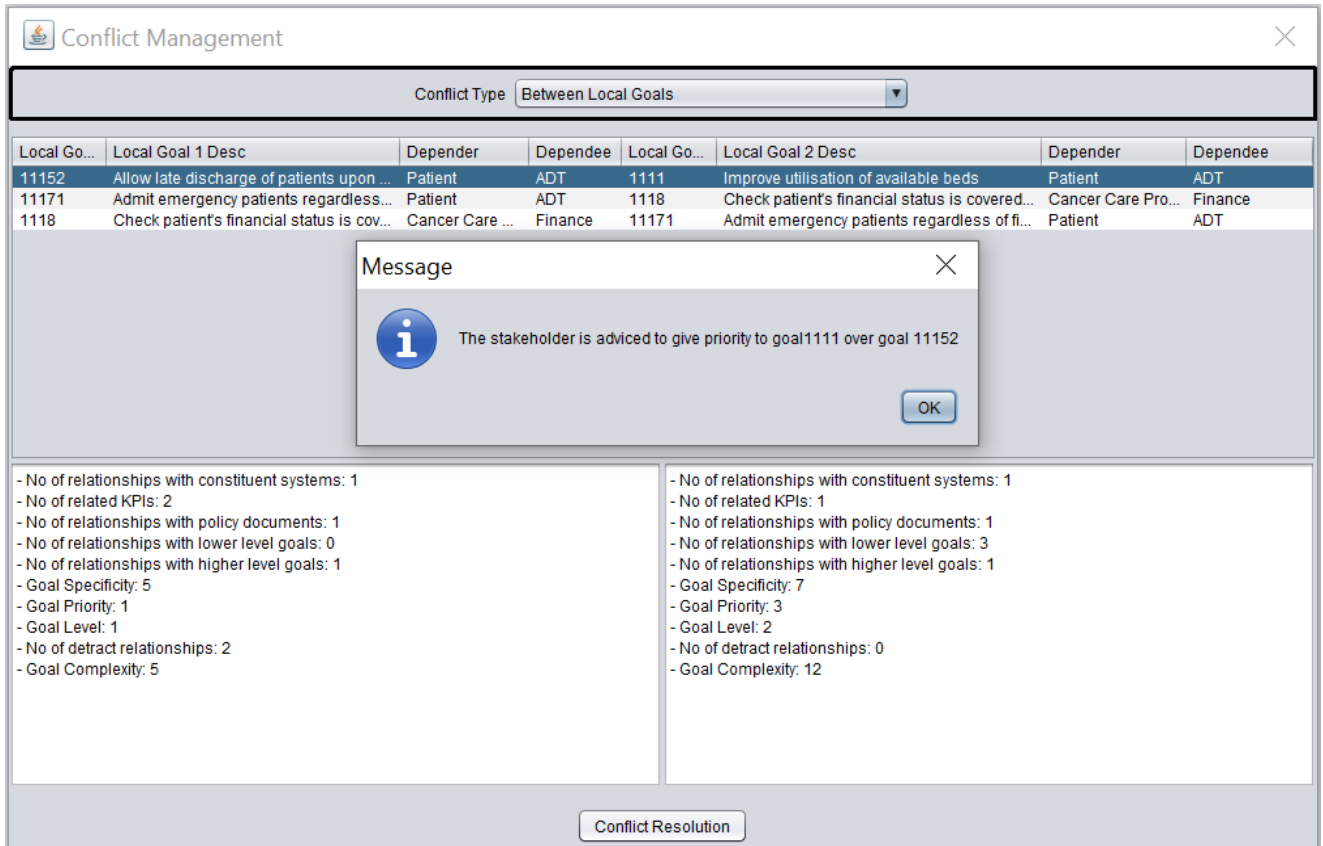 Conflict Management
Conflict Type Between Local Goals
Local Go... Local Goal 1 Desc Depender Dependee Local Go... Local Goal 2 Desc Depender Dependee
11152 Allow late discharge of patients upon ... Patient ADT 1111 Improve utilisation of available beds Patient ADT
11171 Admit emergency patients regardless... Patient ADT 1118 Check patient's financial status is covered... Cancer Care Pro... Finance
1118 Check patient's financial status is cov... Cancer Care ... Finance 11171 Admit emergency patients regardless of fi... Patient ADT
Message
The stakeholder is adviced to give priority to goal1111 over goal 11152
OK
- No of relationships with constituent systems: 1
- No of related KPIs: 2
- No of relationships with policy documents: 1
- No of relationships with lower level goals: 0
- No of relationships with higher level goals: 1
- Goal Specificity: 5
- Goal Priority: 1
- Goal Level: 1
- No of detract relationships: 2
- Goal Complexity: 5
- No of relationships with constituent systems: 1
- No of related KPIs: 1
- No of relationships with policy documents: 1
- No of relationships with lower level goals: 3
- No of relationships with higher level goals: 1
- Goal Specificity: 7
- Goal Priority: 3
- Goal Level: 2
- No of detract relationships: 0
- Goal Complexity: 12
Conflict Resolution